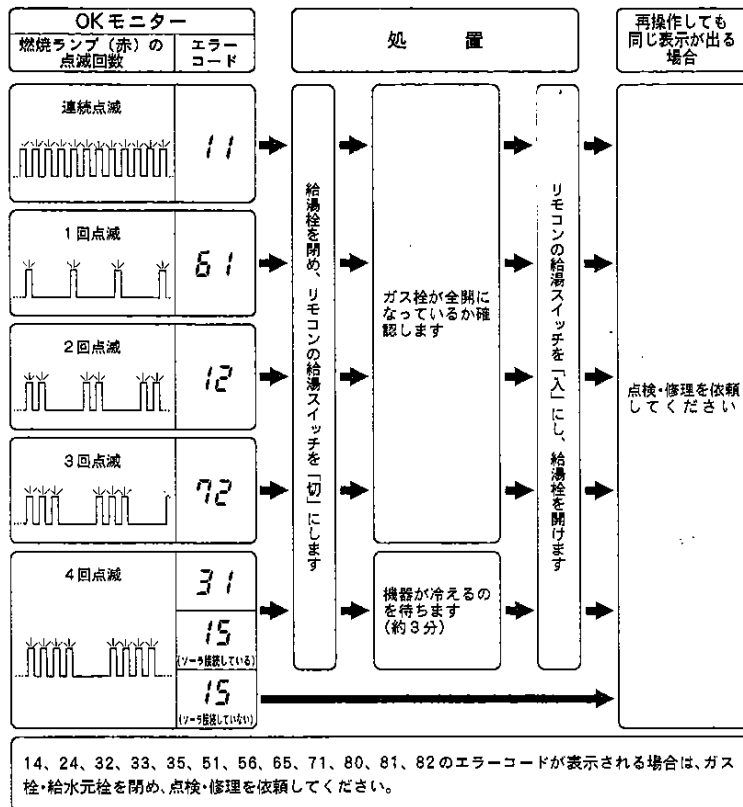 OKモニター
燃焼ランプ（赤）の
点滅回数
エラー
コード
処　置
再操作しても
同じ表示が出る
場合
連続点滅
11
1回点滅
61
2回点滅
12
3回点滅
72
4回点滅
31
15
(ソーラ接続している)
15
(ソーラ接続していない)
給湯栓を閉め、リモコンの給湯スイッチを「切」にします
ガス栓が全開に
なっているか確
認します
機器が冷えるの
を待ちます
(約3分)
リモコンの給湯スイッチを「入」にし、給湯栓を開けます
点検・修理を依頼
してください
14、24、32、33、35、51、56、65、71、80、81、82のエラーコードが表示される場合は、ガス
栓・給水元栓を閉め、点検・修理を依頼してください。